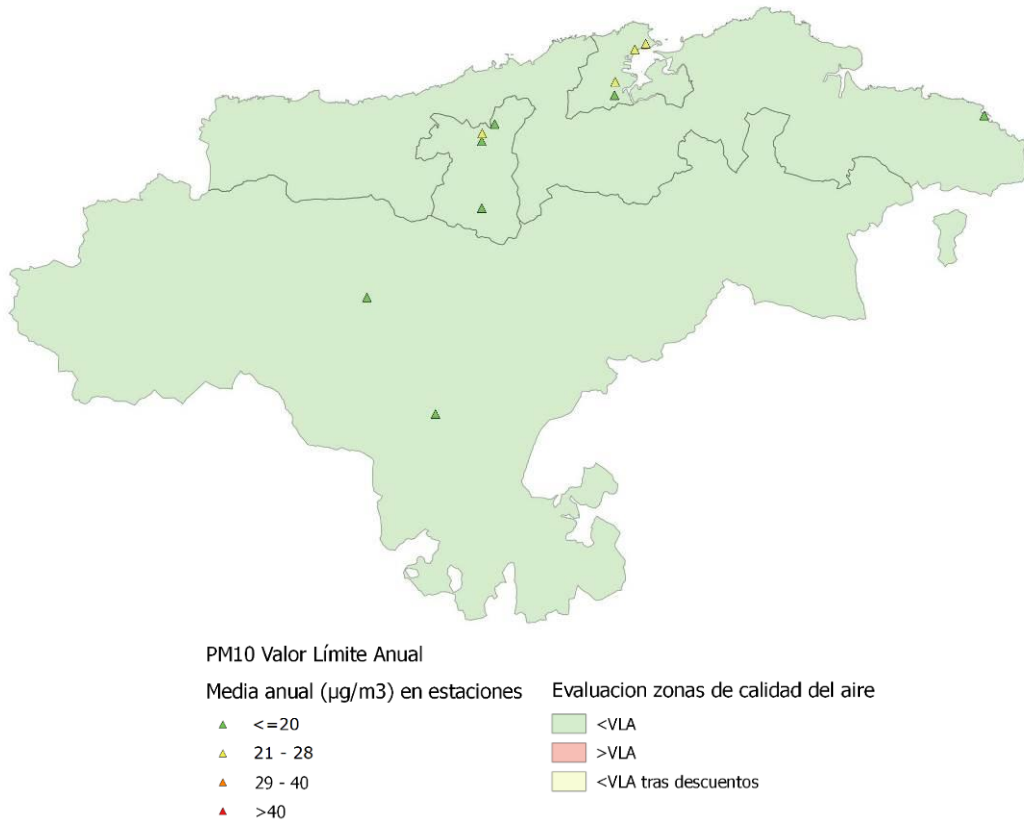 PM10 Valor Límite Anual
Media anual (µg/m3) en estaciones
<=20
21 - 28
29 - 40
>40
Evaluacion zonas de calidad del aire
<VLA
>VLA
<VLA tras descuentos